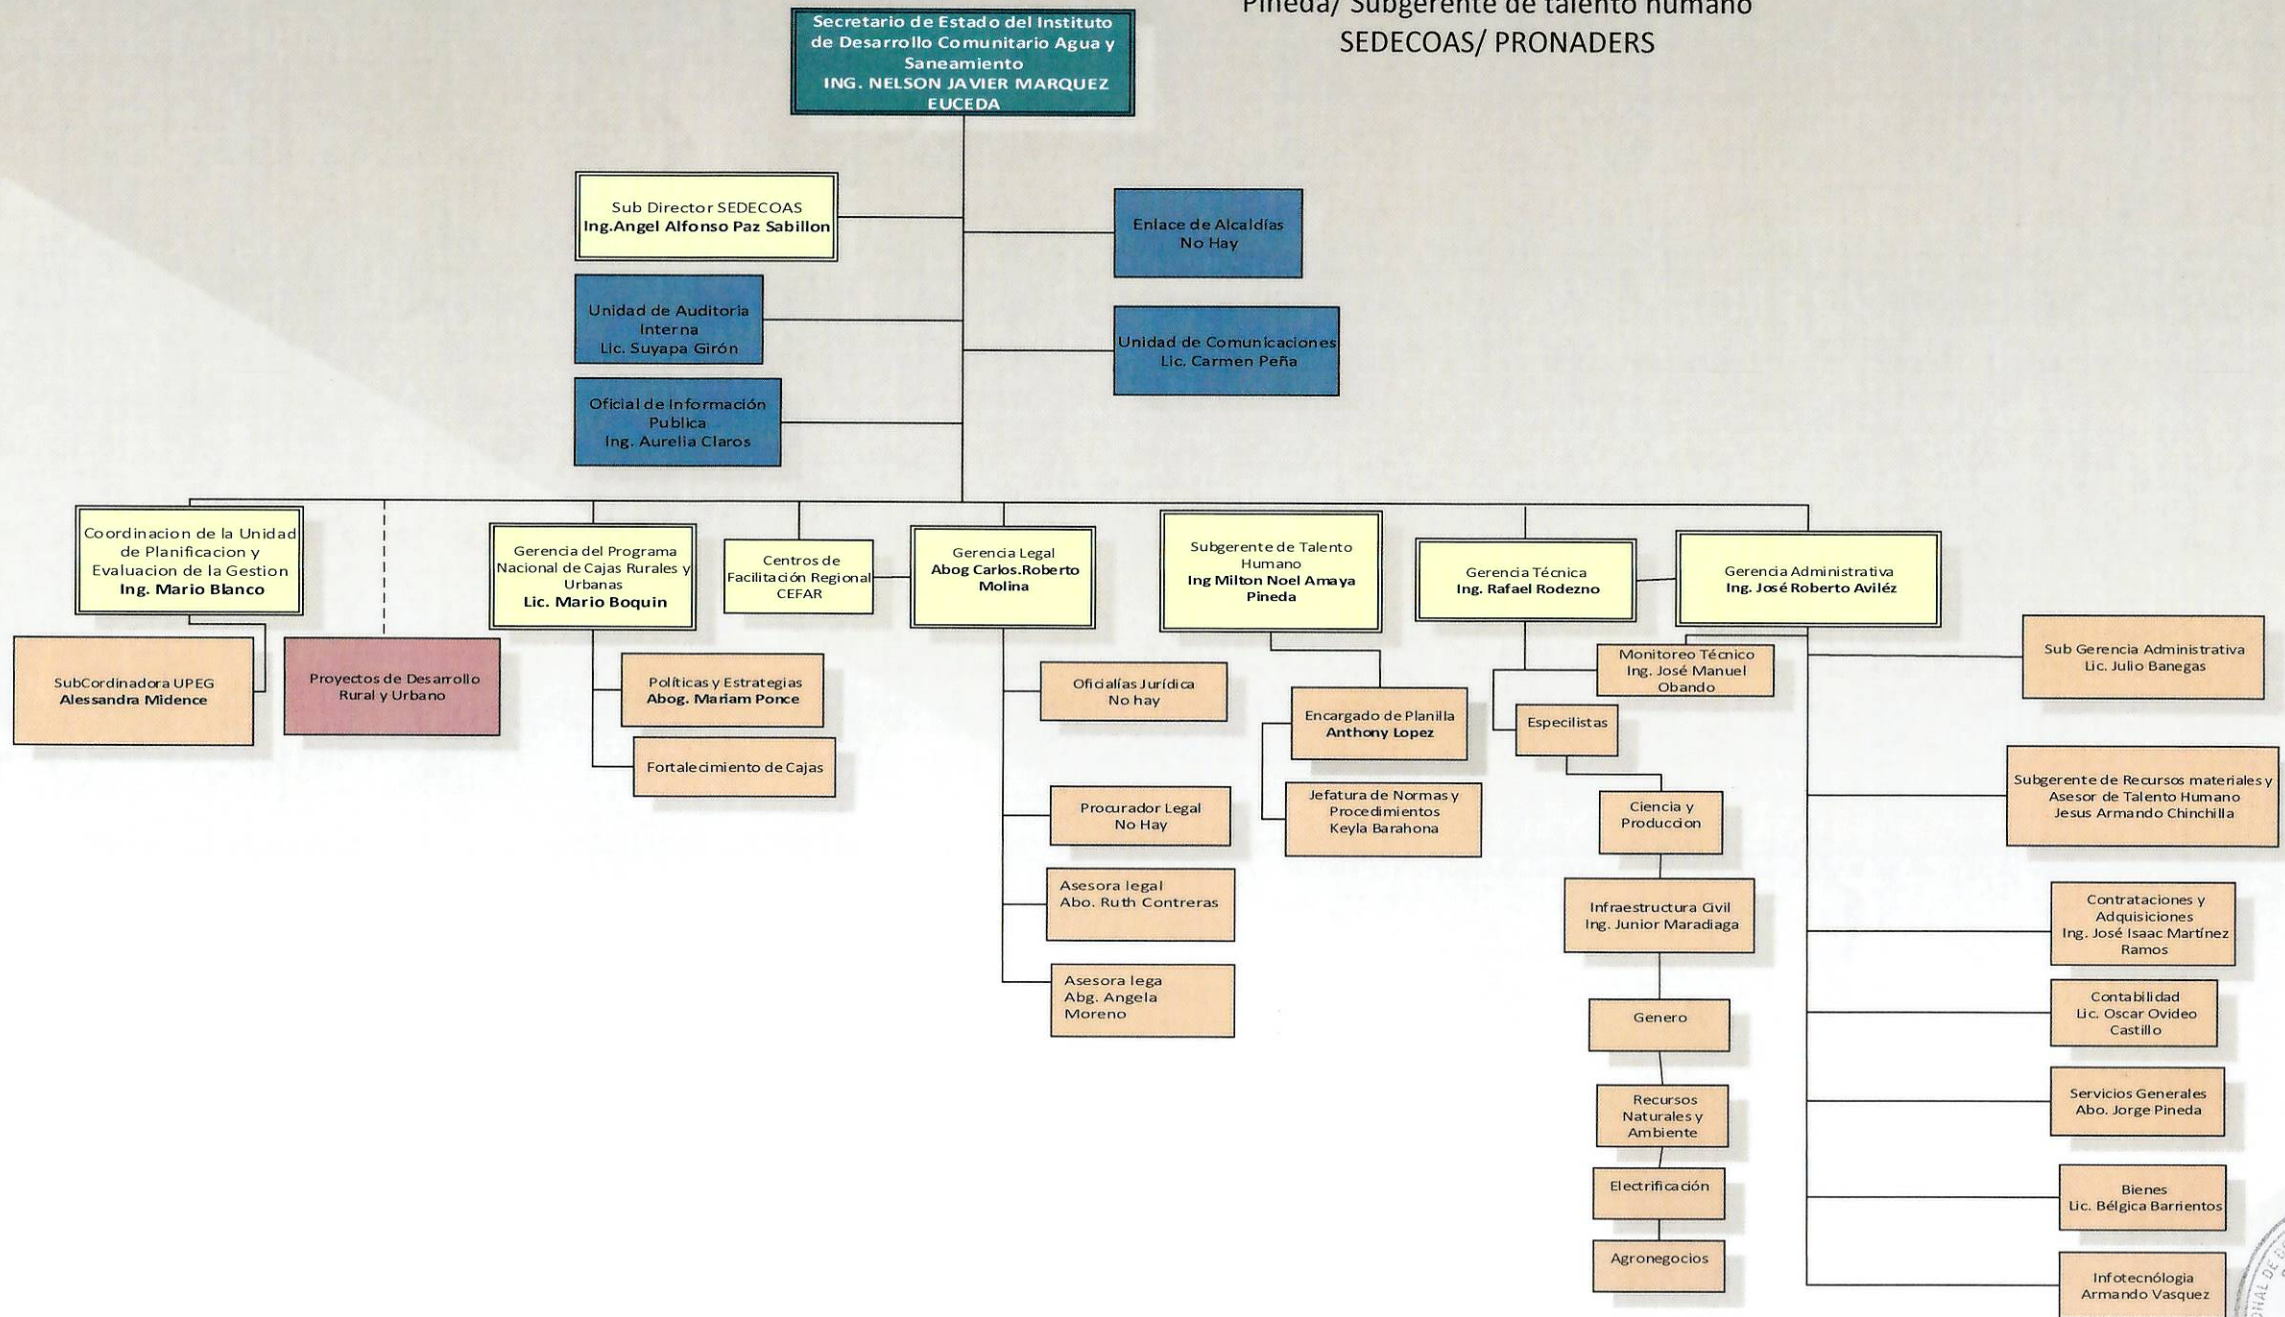 Pineda/ Subgerente de talento humano
SEDECOAS/ PRONADERS
Secretario de Estado del Instituto
de Desarrollo Comunitario Agua y
Saneamiento
ING. NELSON JAVIER MARQUEZ
EUCEDA
Sub Director SEDECOAS
Ing.Angel Alfonso Paz Sabillon
Enlace de Alcaldías
No Hay
Unidad de Auditoria
Interna
Lic. Suyapa Girón
Unidad de Comunicaciones
Lic. Carmen Peña
Oficial de Información
Publica
Ing. Aurelia Claros
Coordinacion de la Unidad
de Planificacion y
Evaluacion de la Gestion
Ing. Mario Blanco
Gerencia del Programa
Nacional de Cajas Rurales y
Urbanas
Lic. Mario Boquin
Centros de
Facilitación Regional
CEFAR
Gerencia Legal
Abog Carlos.Roberto
Molina
Subgerente de Talento
Humano
Ing Milton Noel Amaya
Pineda
Gerencia Técnica
Ing. Rafael Rodezno
Gerencia Administrativa
Ing. José Roberto Aviléz
SubCordinadora UPEG
Alessandra Midence
Proyectos de Desarrollo
Rural y Urbano
Políticas y Estrategias
Abog. Mariam Ponce
Fortalecimiento de Cajas
Oficialías Jurídica
No hay
Procurador Legal
No Hay
Asesora legal
Abo. Ruth Contreras
Asesora lega
Abg. Angela
Moreno
Encargado de Planilla
Anthony Lopez
Jefatura de Normas y
Procedimientos
Keyla Barahona
Monitoreo Técnico
Ing. José Manuel
Obando
Especilistas
Ciencia y
Produccion
Infraestructura Civil
Ing. Junior Maradiaga
Genero
Recursos
Naturales y
Ambiente
Electrificación
Agronegocios
Sub Gerencia Administrativa
Lic. Julio Banegas
Subgerente de Recursos materiales y
Asesor de Talento Humano
Jesus Armando Chinchilla
Contrataciones y
Adquisiciones
Ing. José Isaac Martínez
Ramos
Contabilidad
Lic. Oscar Ovideo
Castillo
Servicios Generales
Abo. Jorge Pineda
Bienes
Lic. Bélgica Barrientos
Infotecnólogia
Armando Vasquez